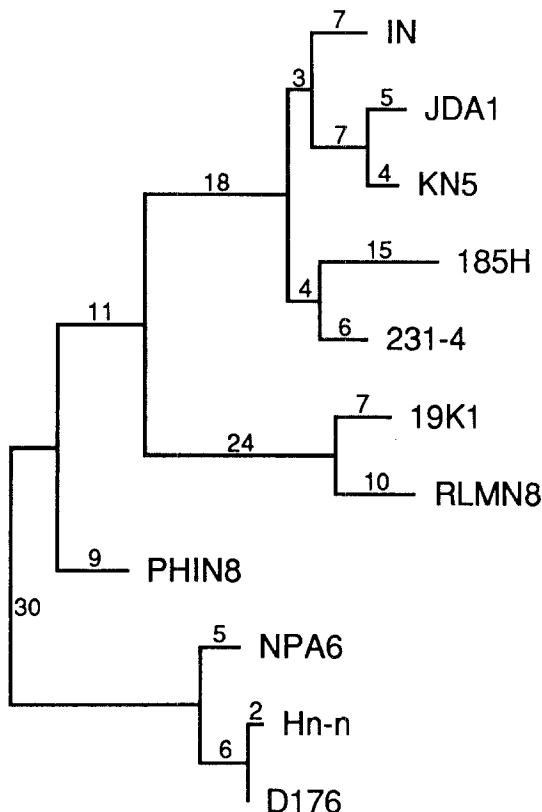 7 IN
3
5 JDA1
7
4 KN5
18
15 185H
4
6 231-4
11
7 19K1
24
10 RLMN8
9 PHIN8
30
5 NPA6
2 Hn-n
6
D176